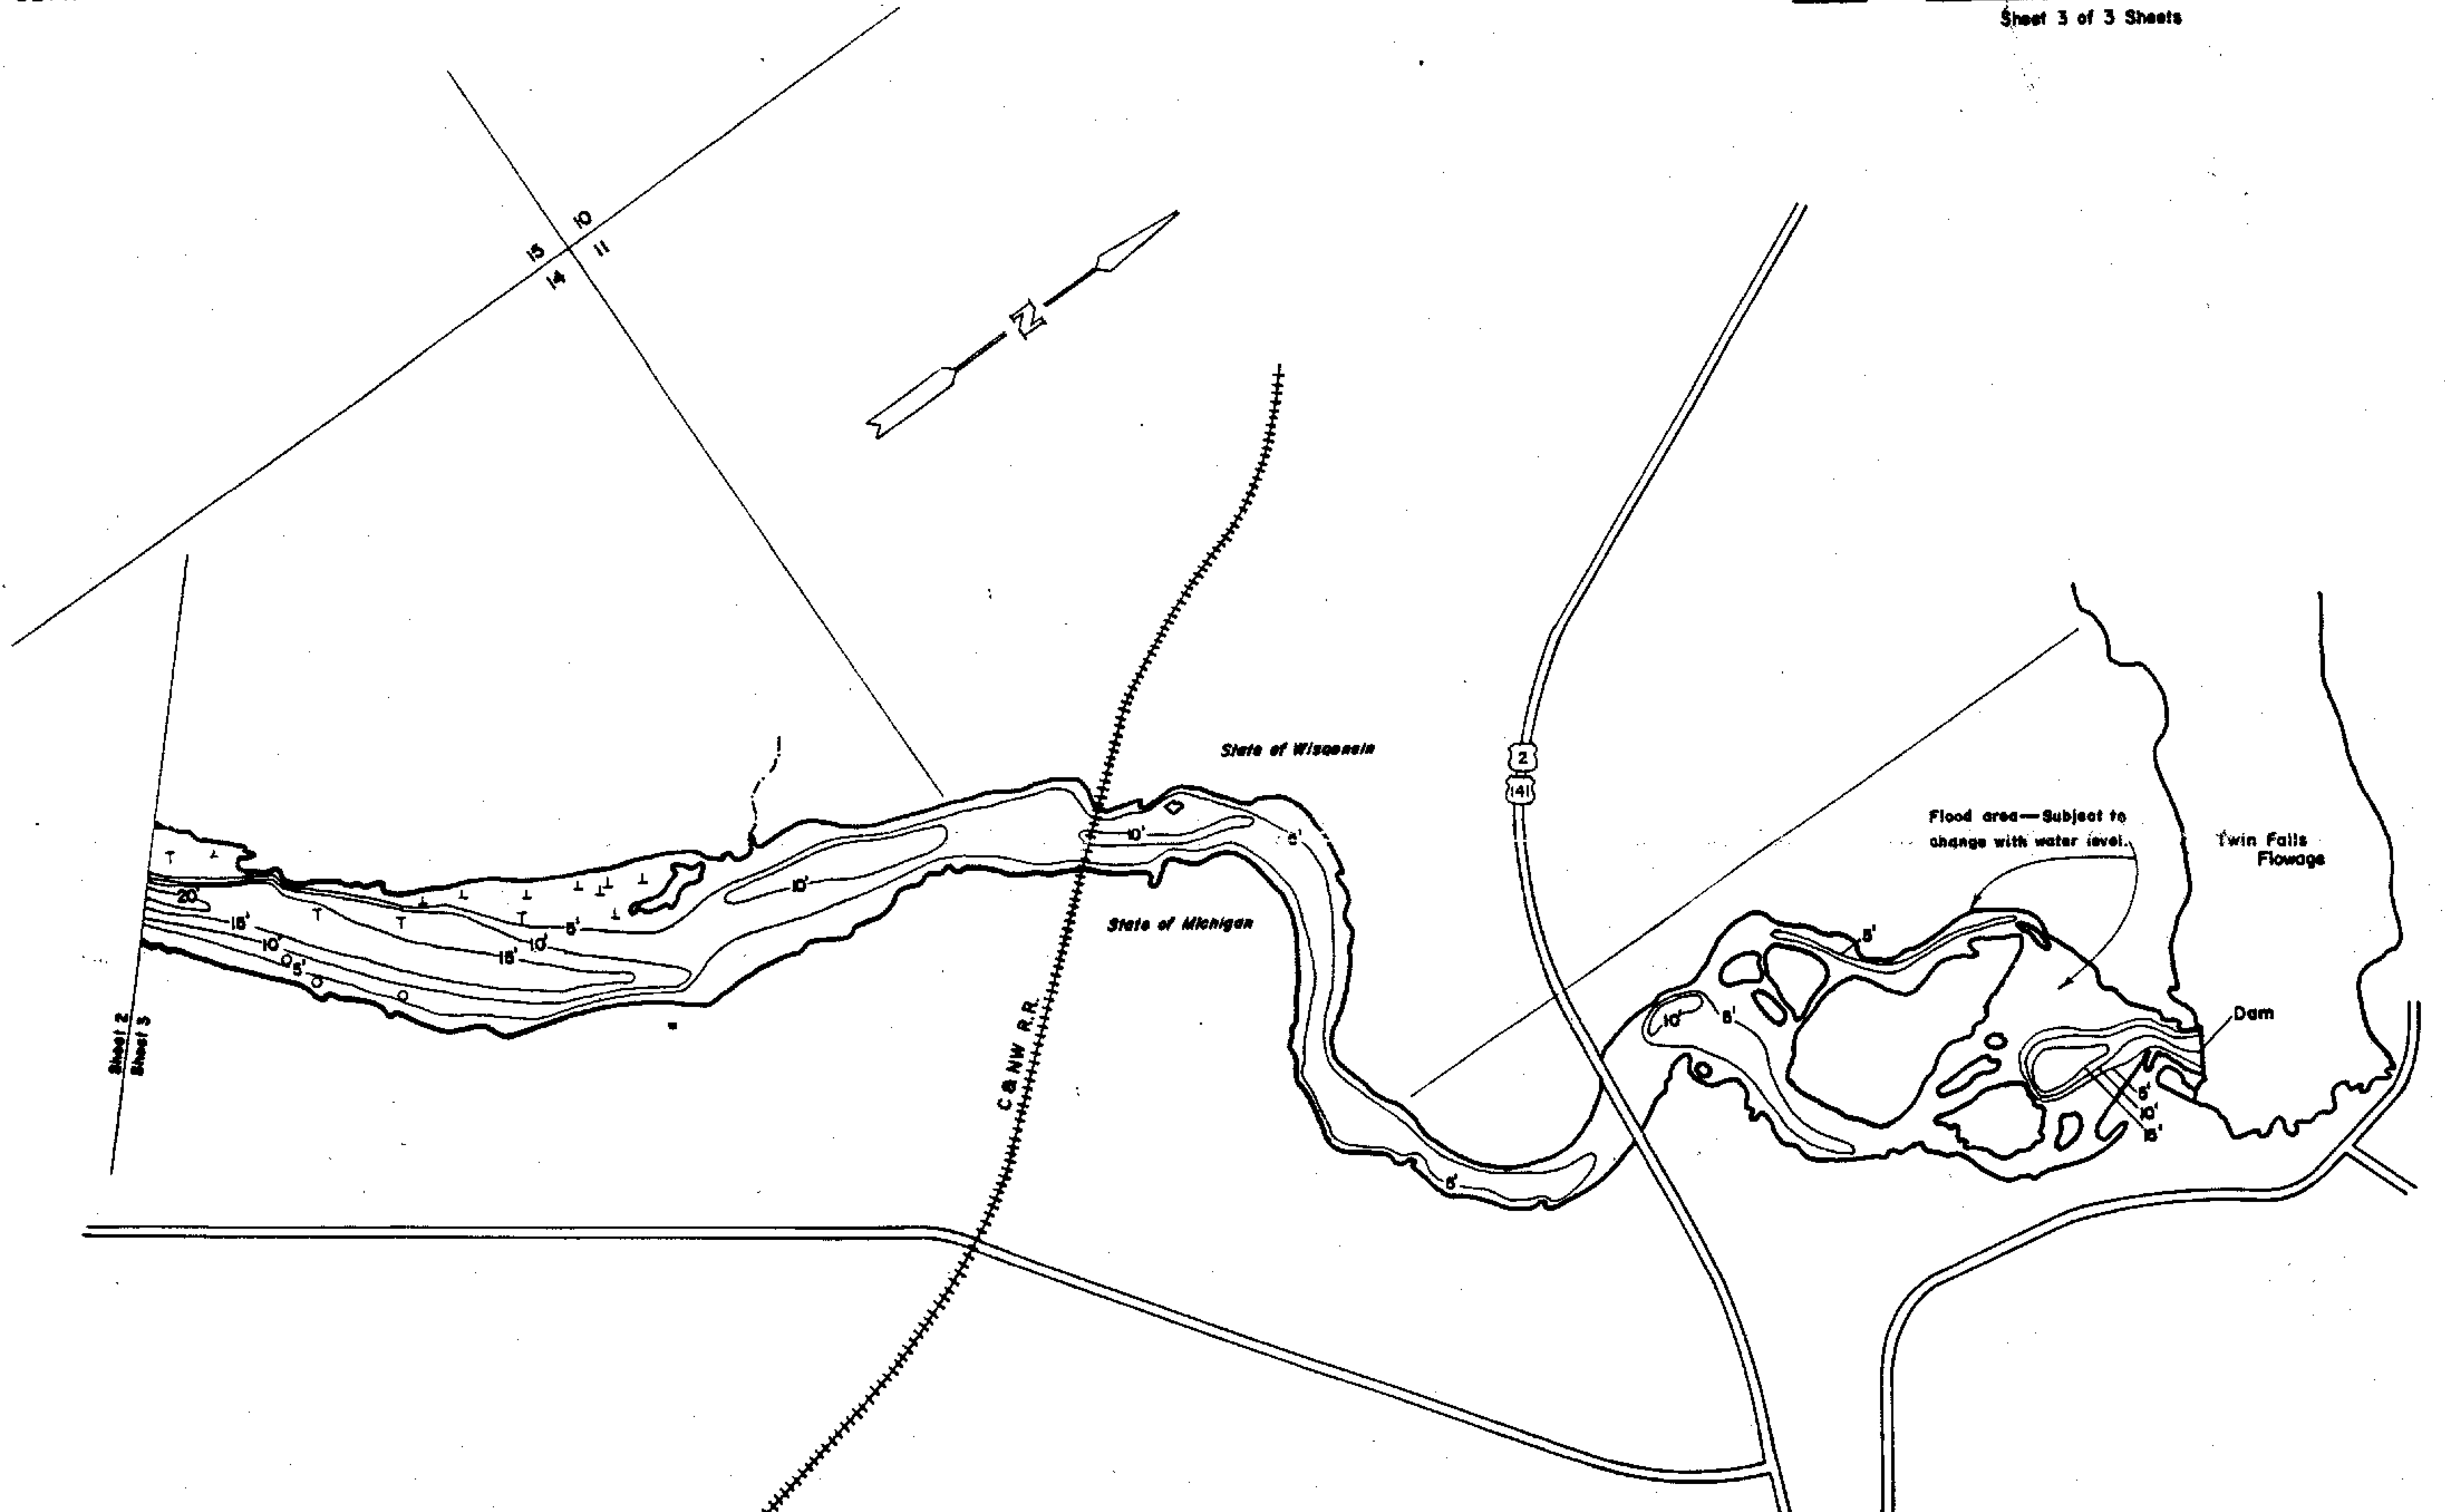 Sheet 3 of 3 Sheets
10
15
11
14
N
State of Wisconsin
2
141
Flood area—Subject to
change with water level.
Twin Falls
Flowage
10'
5'
20'
10'
State of Michigan
15'
5'
10'
10'
15'
5'
5'
10'
5'
Dam
Sheet 2
Sheet 3
C & NW R.R.
5'
10'
15'
5'